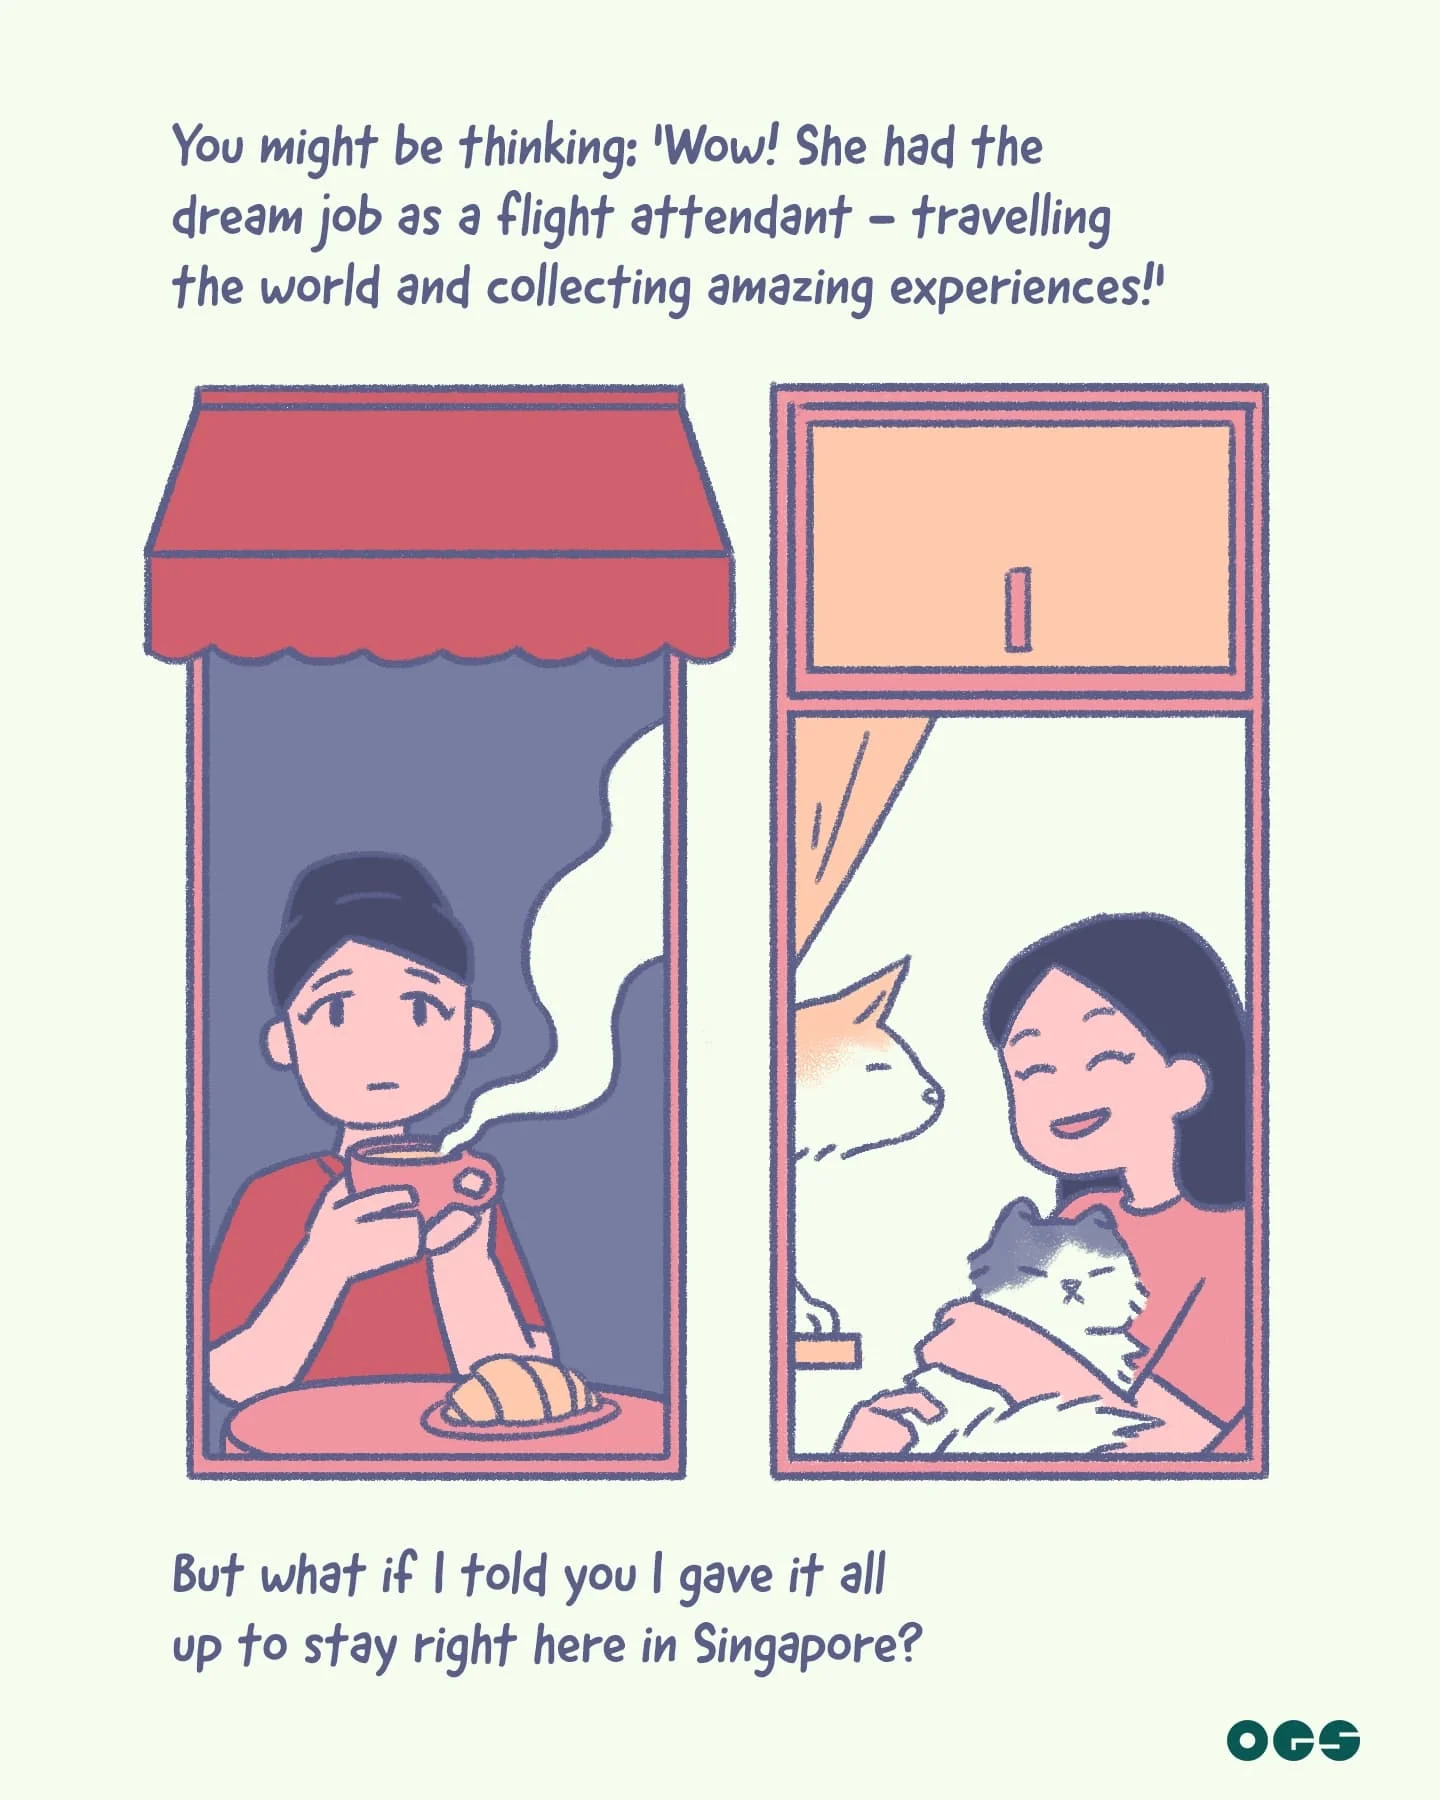 You might be thinking: 'Wow! She had the
dream job as a flight attendant – travelling
the world and collecting amazing experiences!'
But what if I told you I gave it all
up to stay right here in Singapore?
OGS